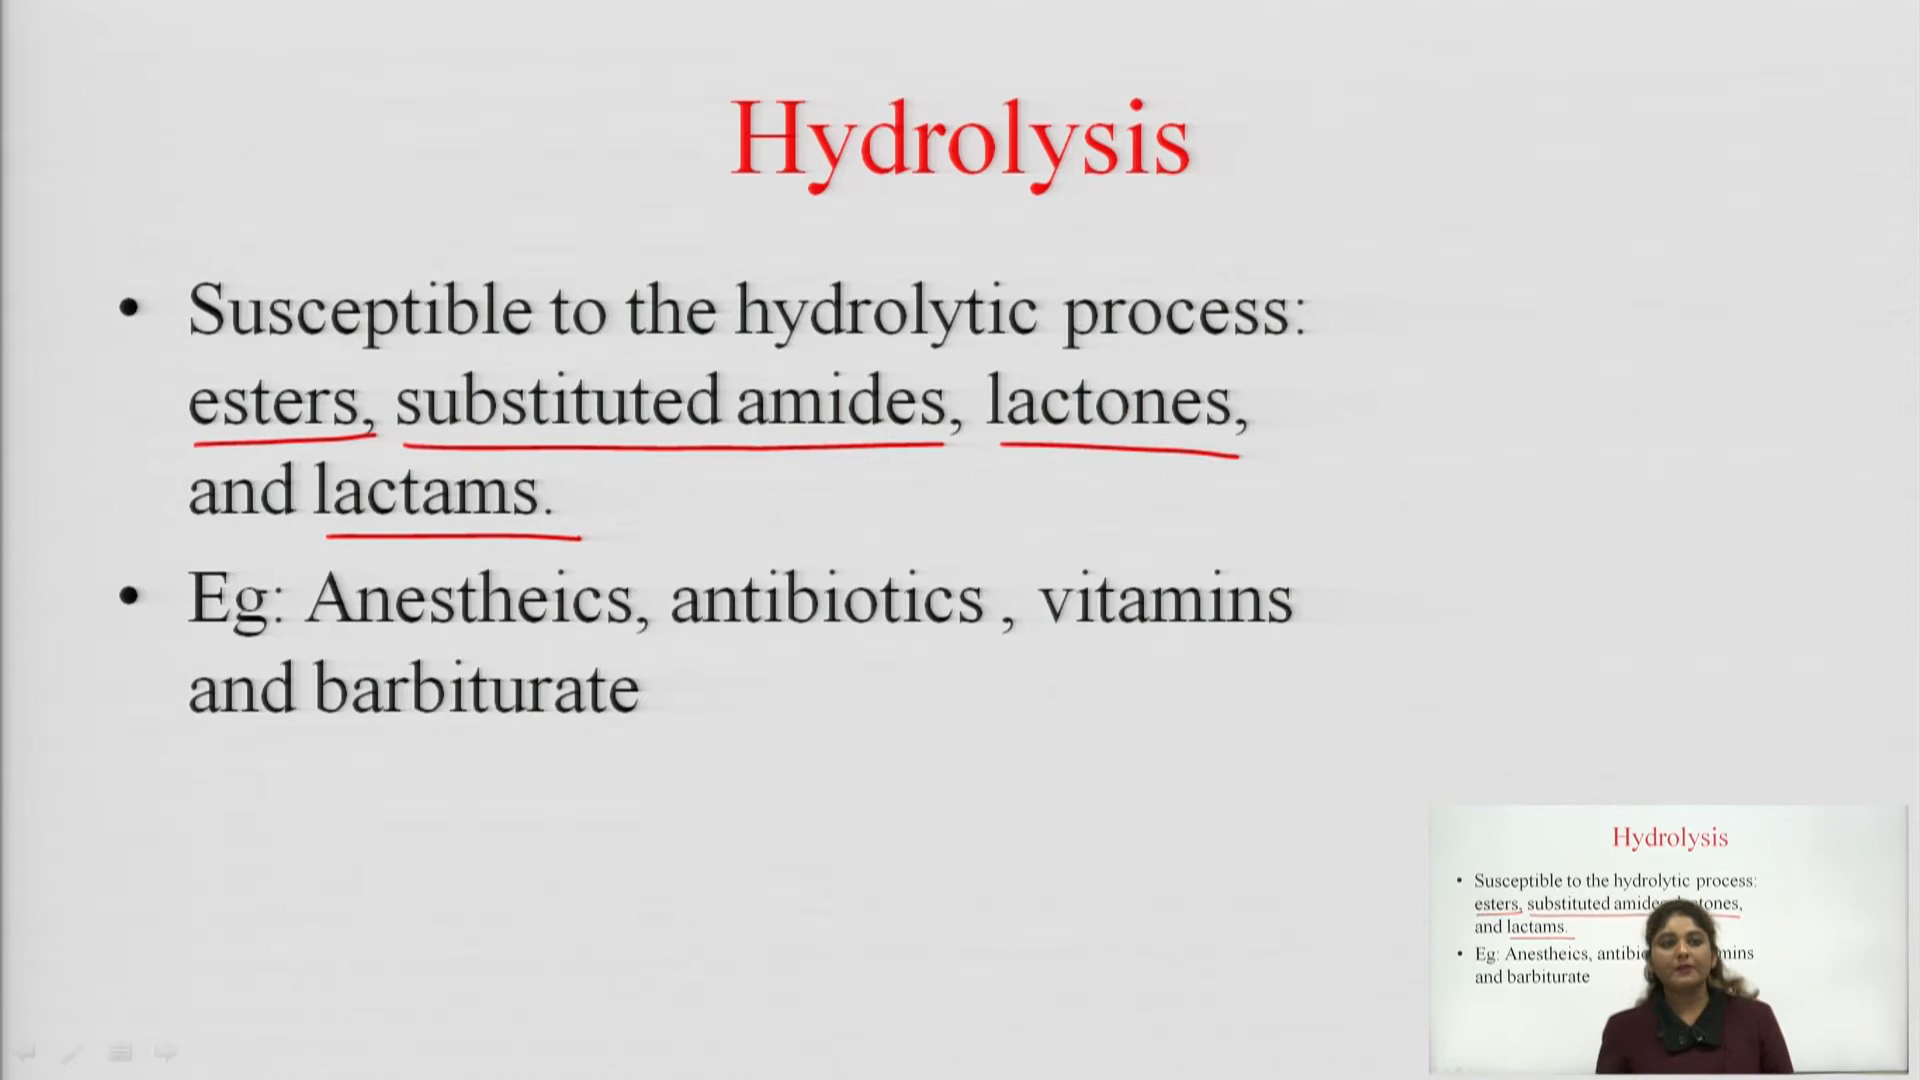 Hydrolysis
• Susceptible to the hydrolytic process:
esters, substituted amides, lactones,
and lactams.
• Eg: Anestheics, antibiotics , vitamins
and barbiturate
Hydrolysis
• Susceptible to the hydrolytic process:
esters, substituted
and lactams.
• Eg: Anestheics,
and barbiturate